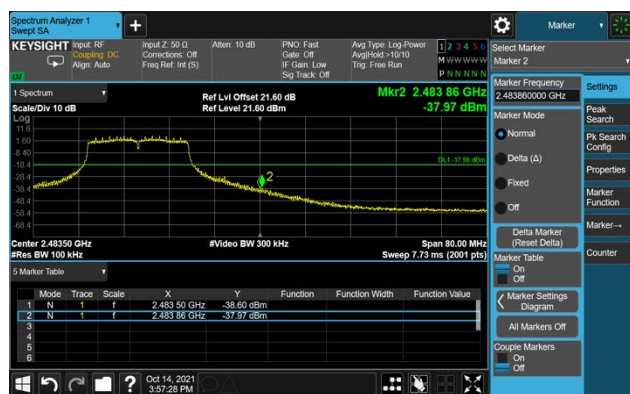 Spectrum Analyzer 1
Swept SA
+
Marker
KEYSIGHT
Input: RF
Coupling: DC
Align: Auto
Input Z: 50 Ω
Corrections: Off
Freq Ref: Int (S)
Atten: 10 dB
PNO: Fast
Gate: Off
IF Gain: Low
Sig Track: Off
Avg Type: Log-Power
Avg|Hold:>10/10
Trig: Free Run
1 2 3 4 5 6
M W W W W W
P N N N N N
LV
Select Marker
Marker 2
1 Spectrum
Scale/Div 10 dB
Ref Lvl Offset 21.60 dB
Ref Level 21.60 dBm
Mkr2 2.483 86 GHz
-37.97 dBm
Log
11.6
1.60
-8.40
-18.4
-28.4
-38.4
-48.4
-58.4
-68.4
DL1 -17.98 dBm
2
Center 2.48350 GHz
#Res BW 100 kHz
#Video BW 300 kHz
Span 80.00 MHz
Sweep 7.73 ms (2001 pts)
5 Marker Table
Mode Trace Scale X Y Function Function Width Function Value
1 N 1 f 2.483 50 GHz -38.60 dBm
2 N 1 f 2.483 86 GHz -37.97 dBm
3
4
5
6
Marker Frequency
2.483860000 GHz
Marker Mode
Normal
Delta (Δ)
Fixed
Off
Delta Marker
(Reset Delta)
Marker Table
On
Off
Marker Settings
Diagram
All Markers Off
Couple Markers
On
Off
Settings
Peak
Search
Pk Search
Config
Properties
Marker
Function
Marker→
Counter
?
Oct 14, 2021
3:57:28 PM